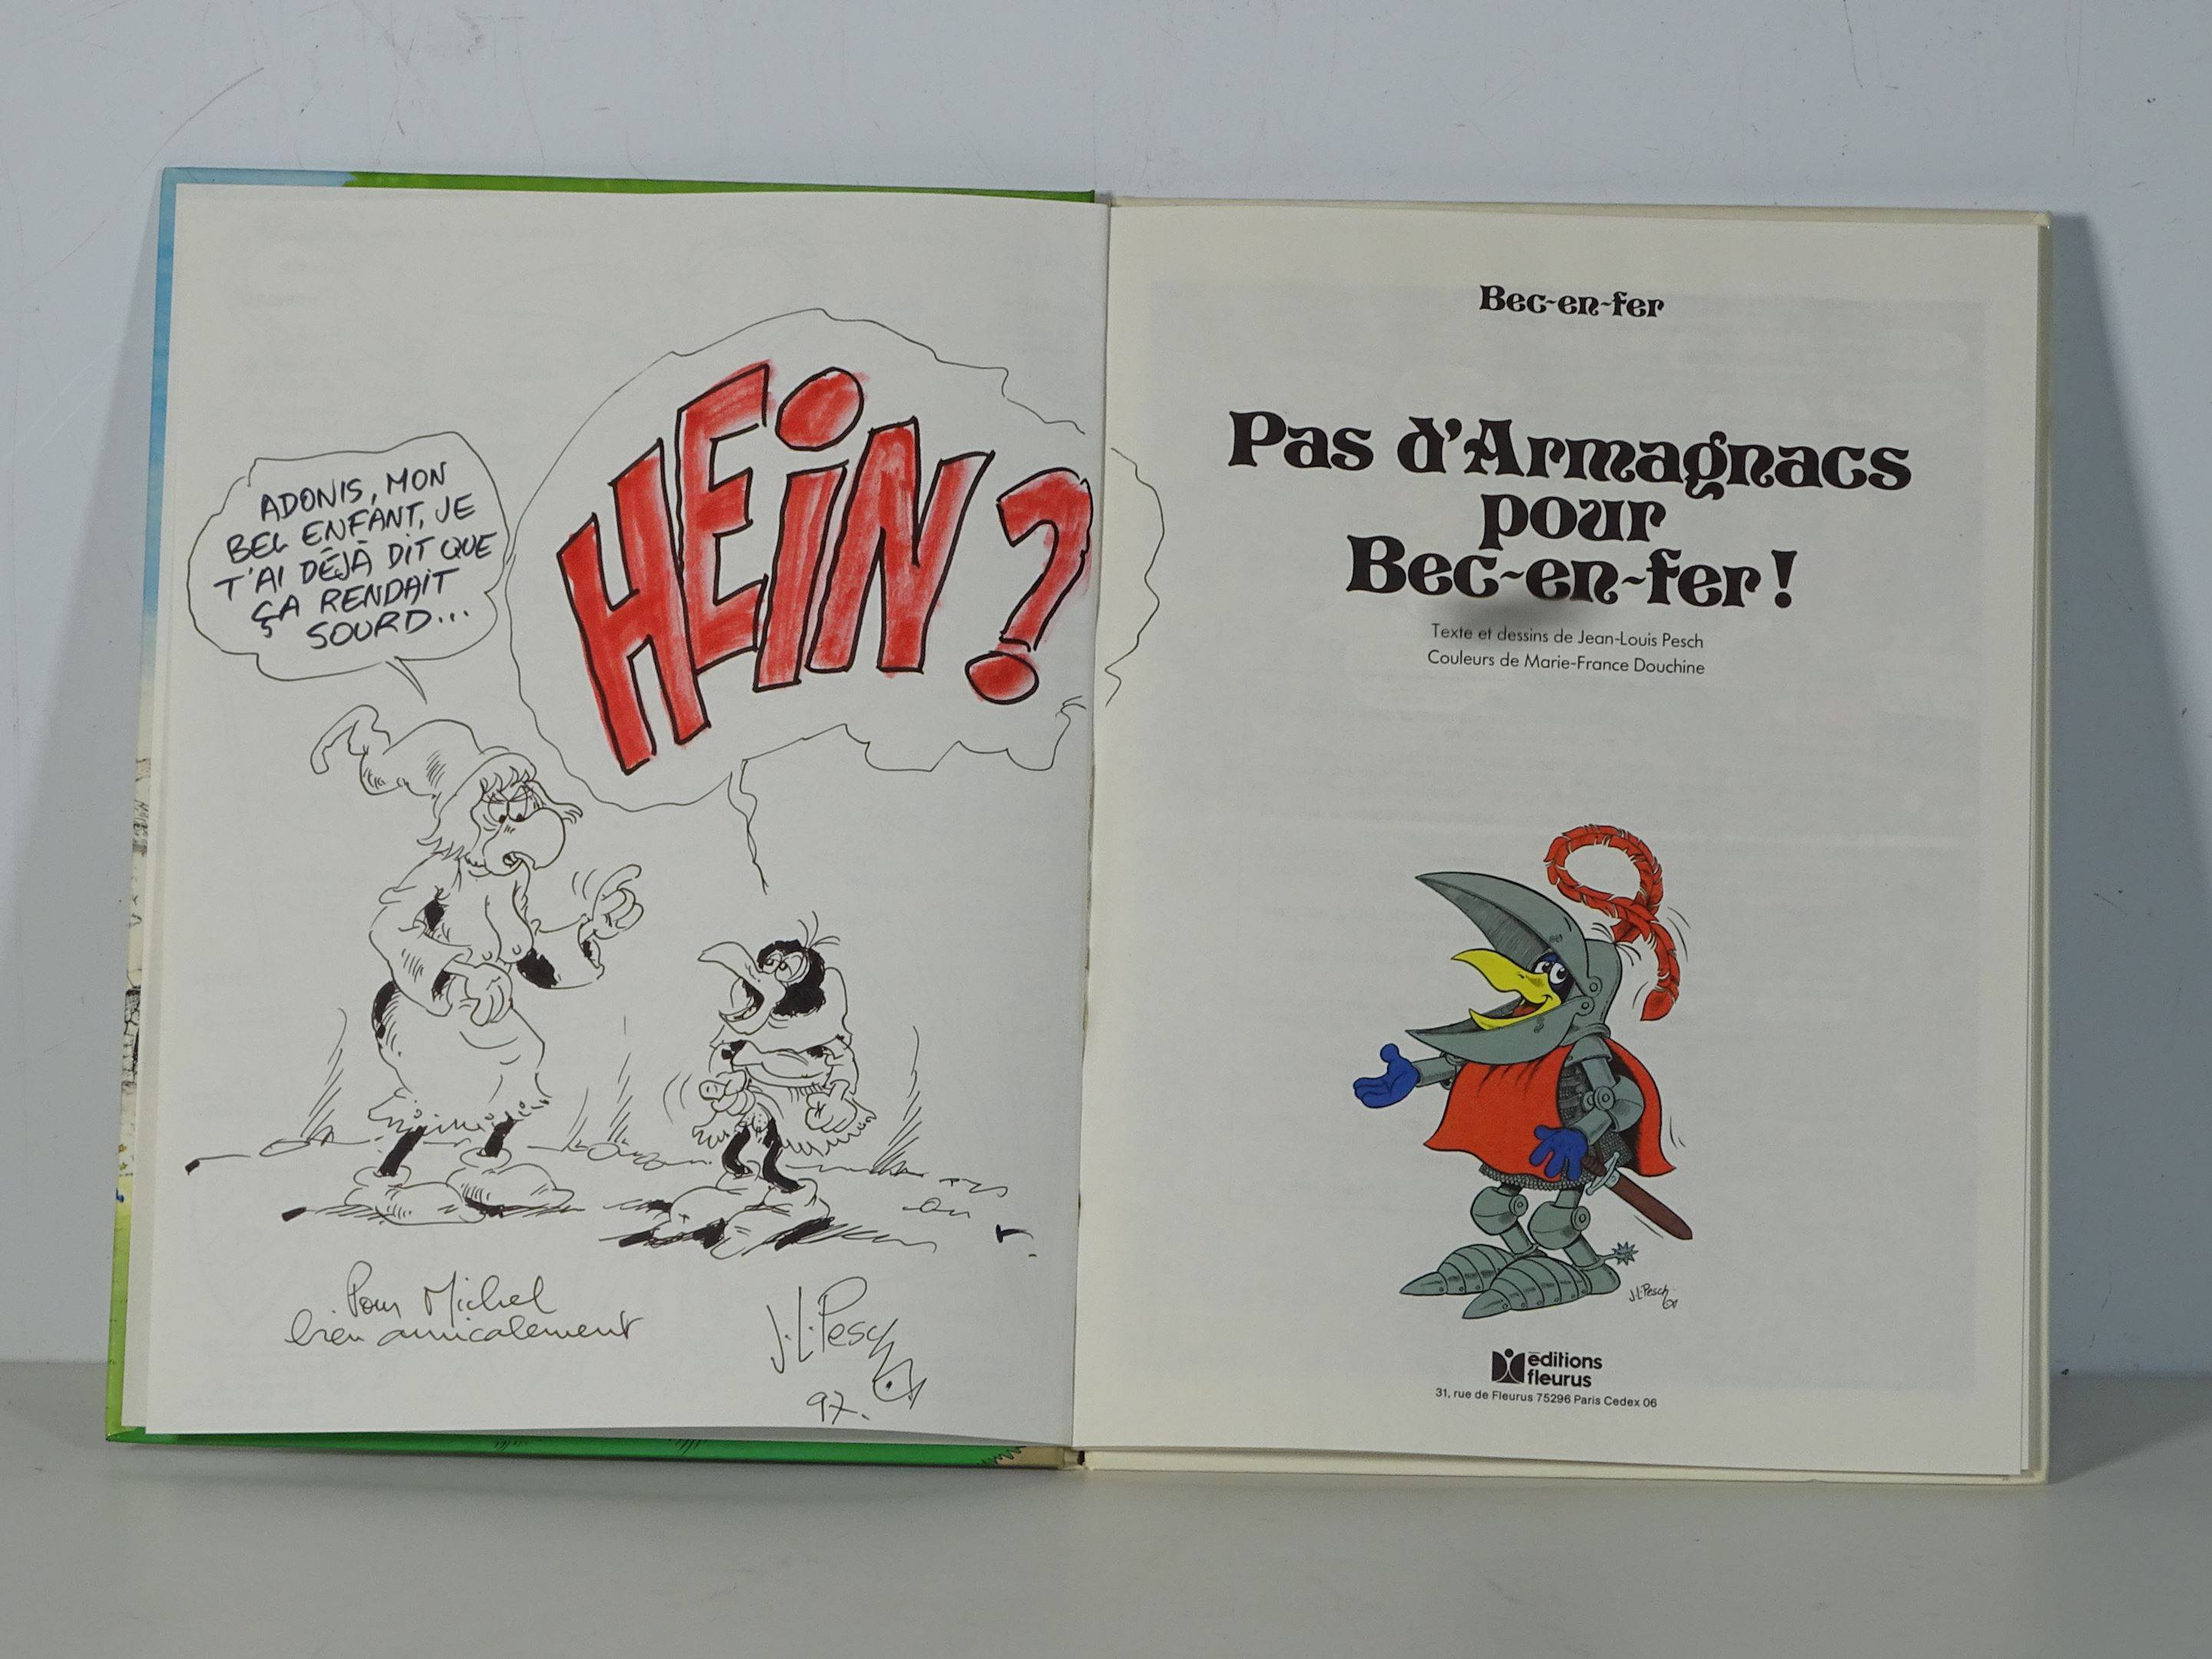 ADONIS, MON
BEL ENFANT, JE
T'AI DÉJÀ DIT QUE
ÇA RENDAIT
SOURD...
HEiN ?
Pour Michel
bien amicalement
J-L-Pesch
97.
Bec-en-fer
Pas d'Armagnacs
pour
Bec-en-fer !
Texte et dessins de Jean-Louis Pesch
Couleurs de Marie-France Douchine
J-L-Pesch
éditions
fleurus
31, rue de Fleurus 75296 Paris Cedex 06